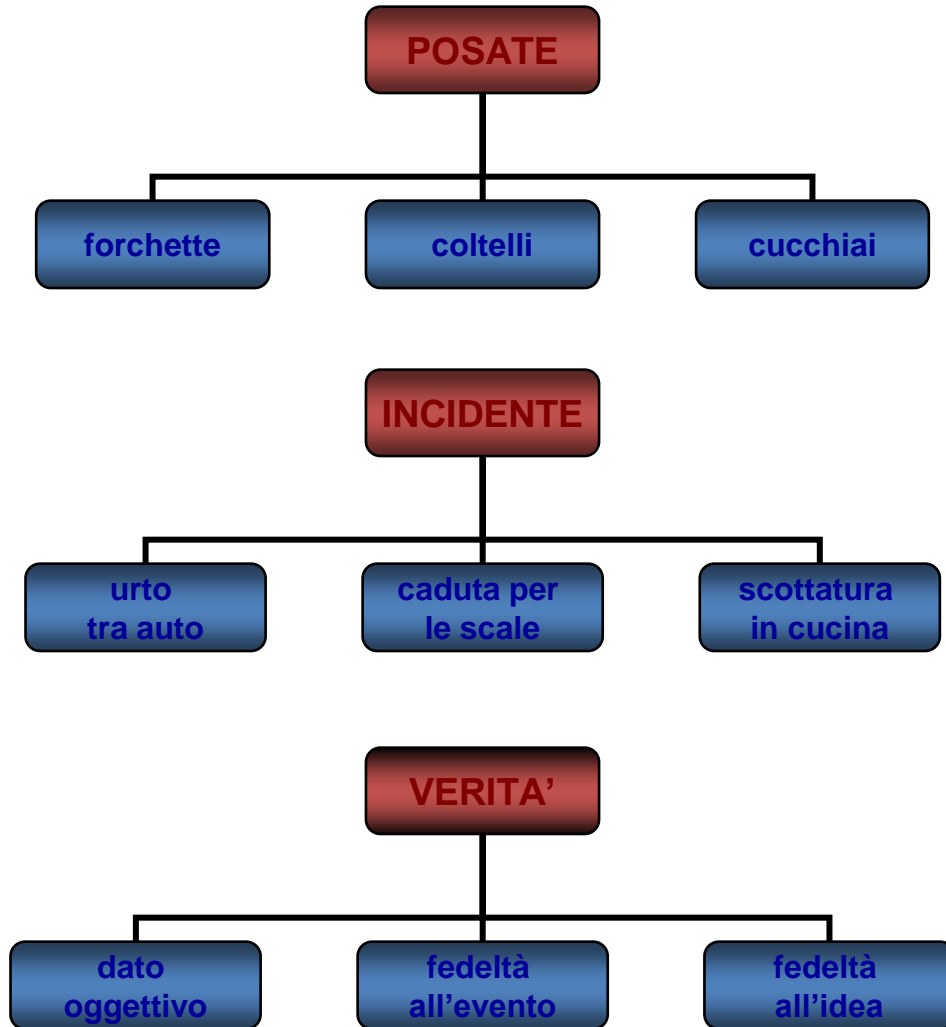 POSATE
forchette
coltelli
cucchiai
INCIDENTE
urto
tra auto
caduta per
le scale
scottatura
in cucina
VERITA’
dato
oggettivo
fedeltà
all’evento
fedeltà
all’idea